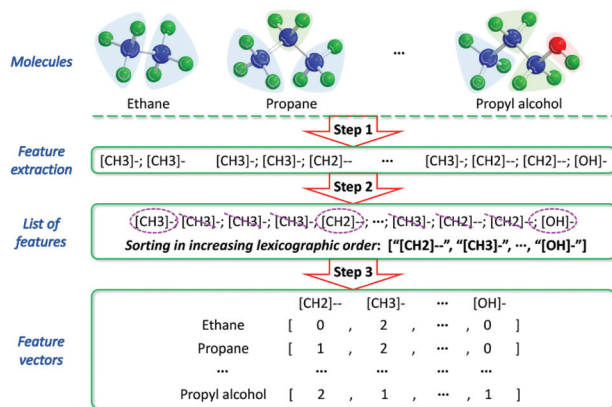 Molecules
...
Ethane
Propane
Propyl alcohol
Step 1
Feature extraction
[CH3]-; [CH3]- [CH3]-; [CH3]-; [CH2]-- ... [CH3]-; [CH2]--; [CH2]--; [OH]-
Step 2
List of features
[CH3]-; [CH3]-; [CH3]-; [CH3]-; [CH2]--; ...; [CH3]-; [CH2]--; [CH2]--; [OH]-
Sorting in increasing lexicographic order: ["[CH2]--", "[CH3]-", ..., "[OH]-"]
Step 3
Feature vectors
[CH2]-- [CH3]- ... [OH]-
Ethane [ 0 , 2 , ... , 0 ]
Propane [ 1 , 2 , ... , 0 ]
... ... ... ... ...
Propyl alcohol [ 2 , 1 , ... , 1 ]